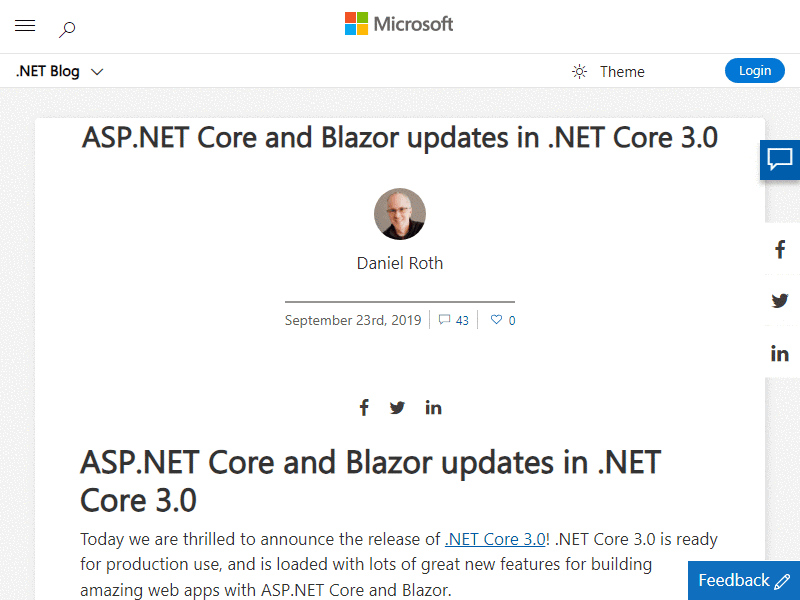 Microsoft
.NET Blog
Theme
Login
ASP.NET Core and Blazor updates in .NET Core 3.0
Daniel Roth
September 23rd, 2019
43
0
ASP.NET Core and Blazor updates in .NET
Core 3.0
Today we are thrilled to announce the release of .NET Core 3.0! .NET Core 3.0 is ready
for production use, and is loaded with lots of great new features for building
amazing web apps with ASP.NET Core and Blazor.
Feedback